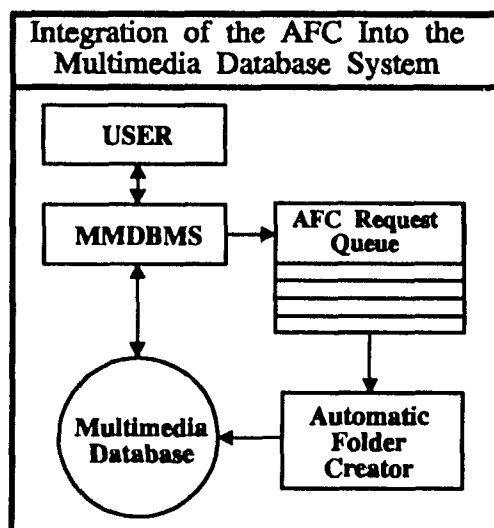 Integration of the AFC Into the
Multimedia Database System
USER
MMDBMS
AFC Request
Queue
Multimedia
Database
Automatic
Folder
Creator